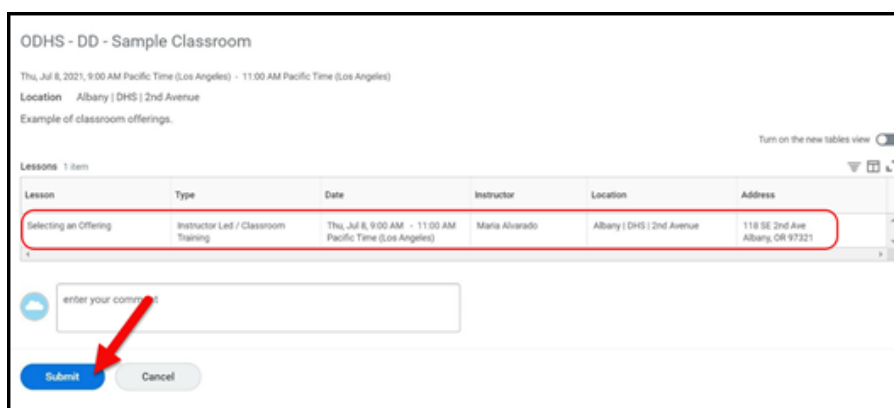 ODHS - DD - Sample Classroom
Thu, Jul 8, 2021, 9:00 AM Pacific Time (Los Angeles) - 11:00 AM Pacific Time (Los Angeles)
Location Albany | DHS | 2nd Avenue
Example of classroom offerings.
Turn on the new tables view
Lessons 1 item
Lesson Type Date Instructor Location Address
Selecting an Offering Instructor Led / Classroom Thu, Jul 8, 9:00 AM - 11:00 AM Maria Alvarado Albany | DHS | 2nd Avenue 118 SE 2nd Ave
Training Pacific Time (Los Angeles) Albany, OR 97321
enter your comment
Submit Cancel